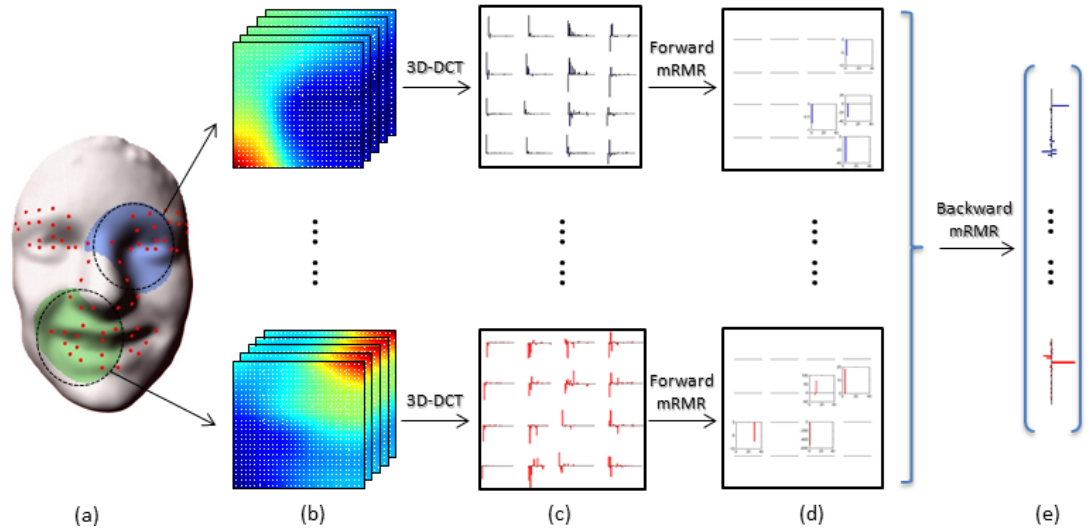 3D-DCT
Forward
mRMR
Backward
mRMR
3D-DCT
Forward
mRMR
(a)
(b)
(c)
(d)
(e)